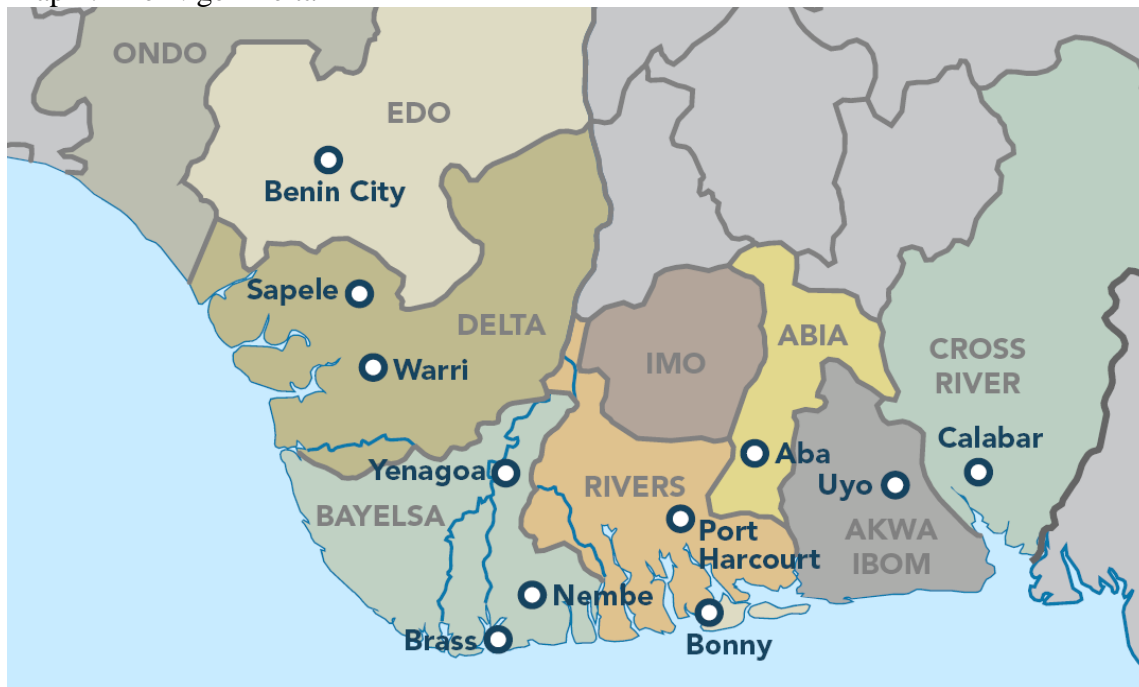 ONDO
EDO
Benin City
Sapele
DELTA
Warri
IMO
ABIA
CROSS
RIVER
Calabar
Aba
Uyo
Yenagoa
RIVERS
BAYELSA
Port
Harcourt
AKWA
IBOM
Nembe
Brass
Bonny